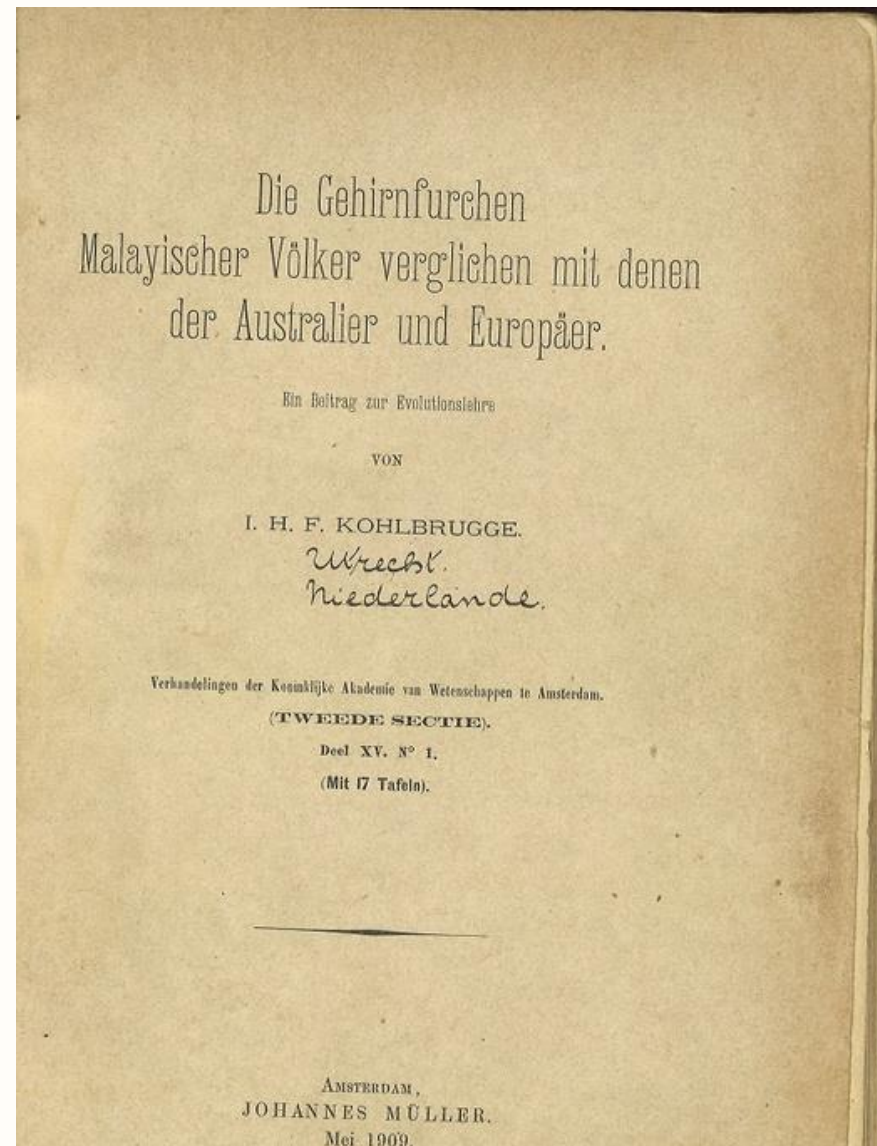 Die Gehirnfurchen
Malayischer Völker verglichen mit denen
der Australier und Europäer.
Ein Beitrag zur Evolutionslehre
VON
I. H. F. KOHLBRUGGE.
Utrecht.
Niederlande.
Verhandelingen der Koninklijke Akademie van Wetenschappen te Amsterdam.
(TWEEDE SECTIE).
Deel XV. N° 1.
(Mit 17 Tafeln).
AMSTERDAM,
JOHANNES MÜLLER.
Mei 1909.